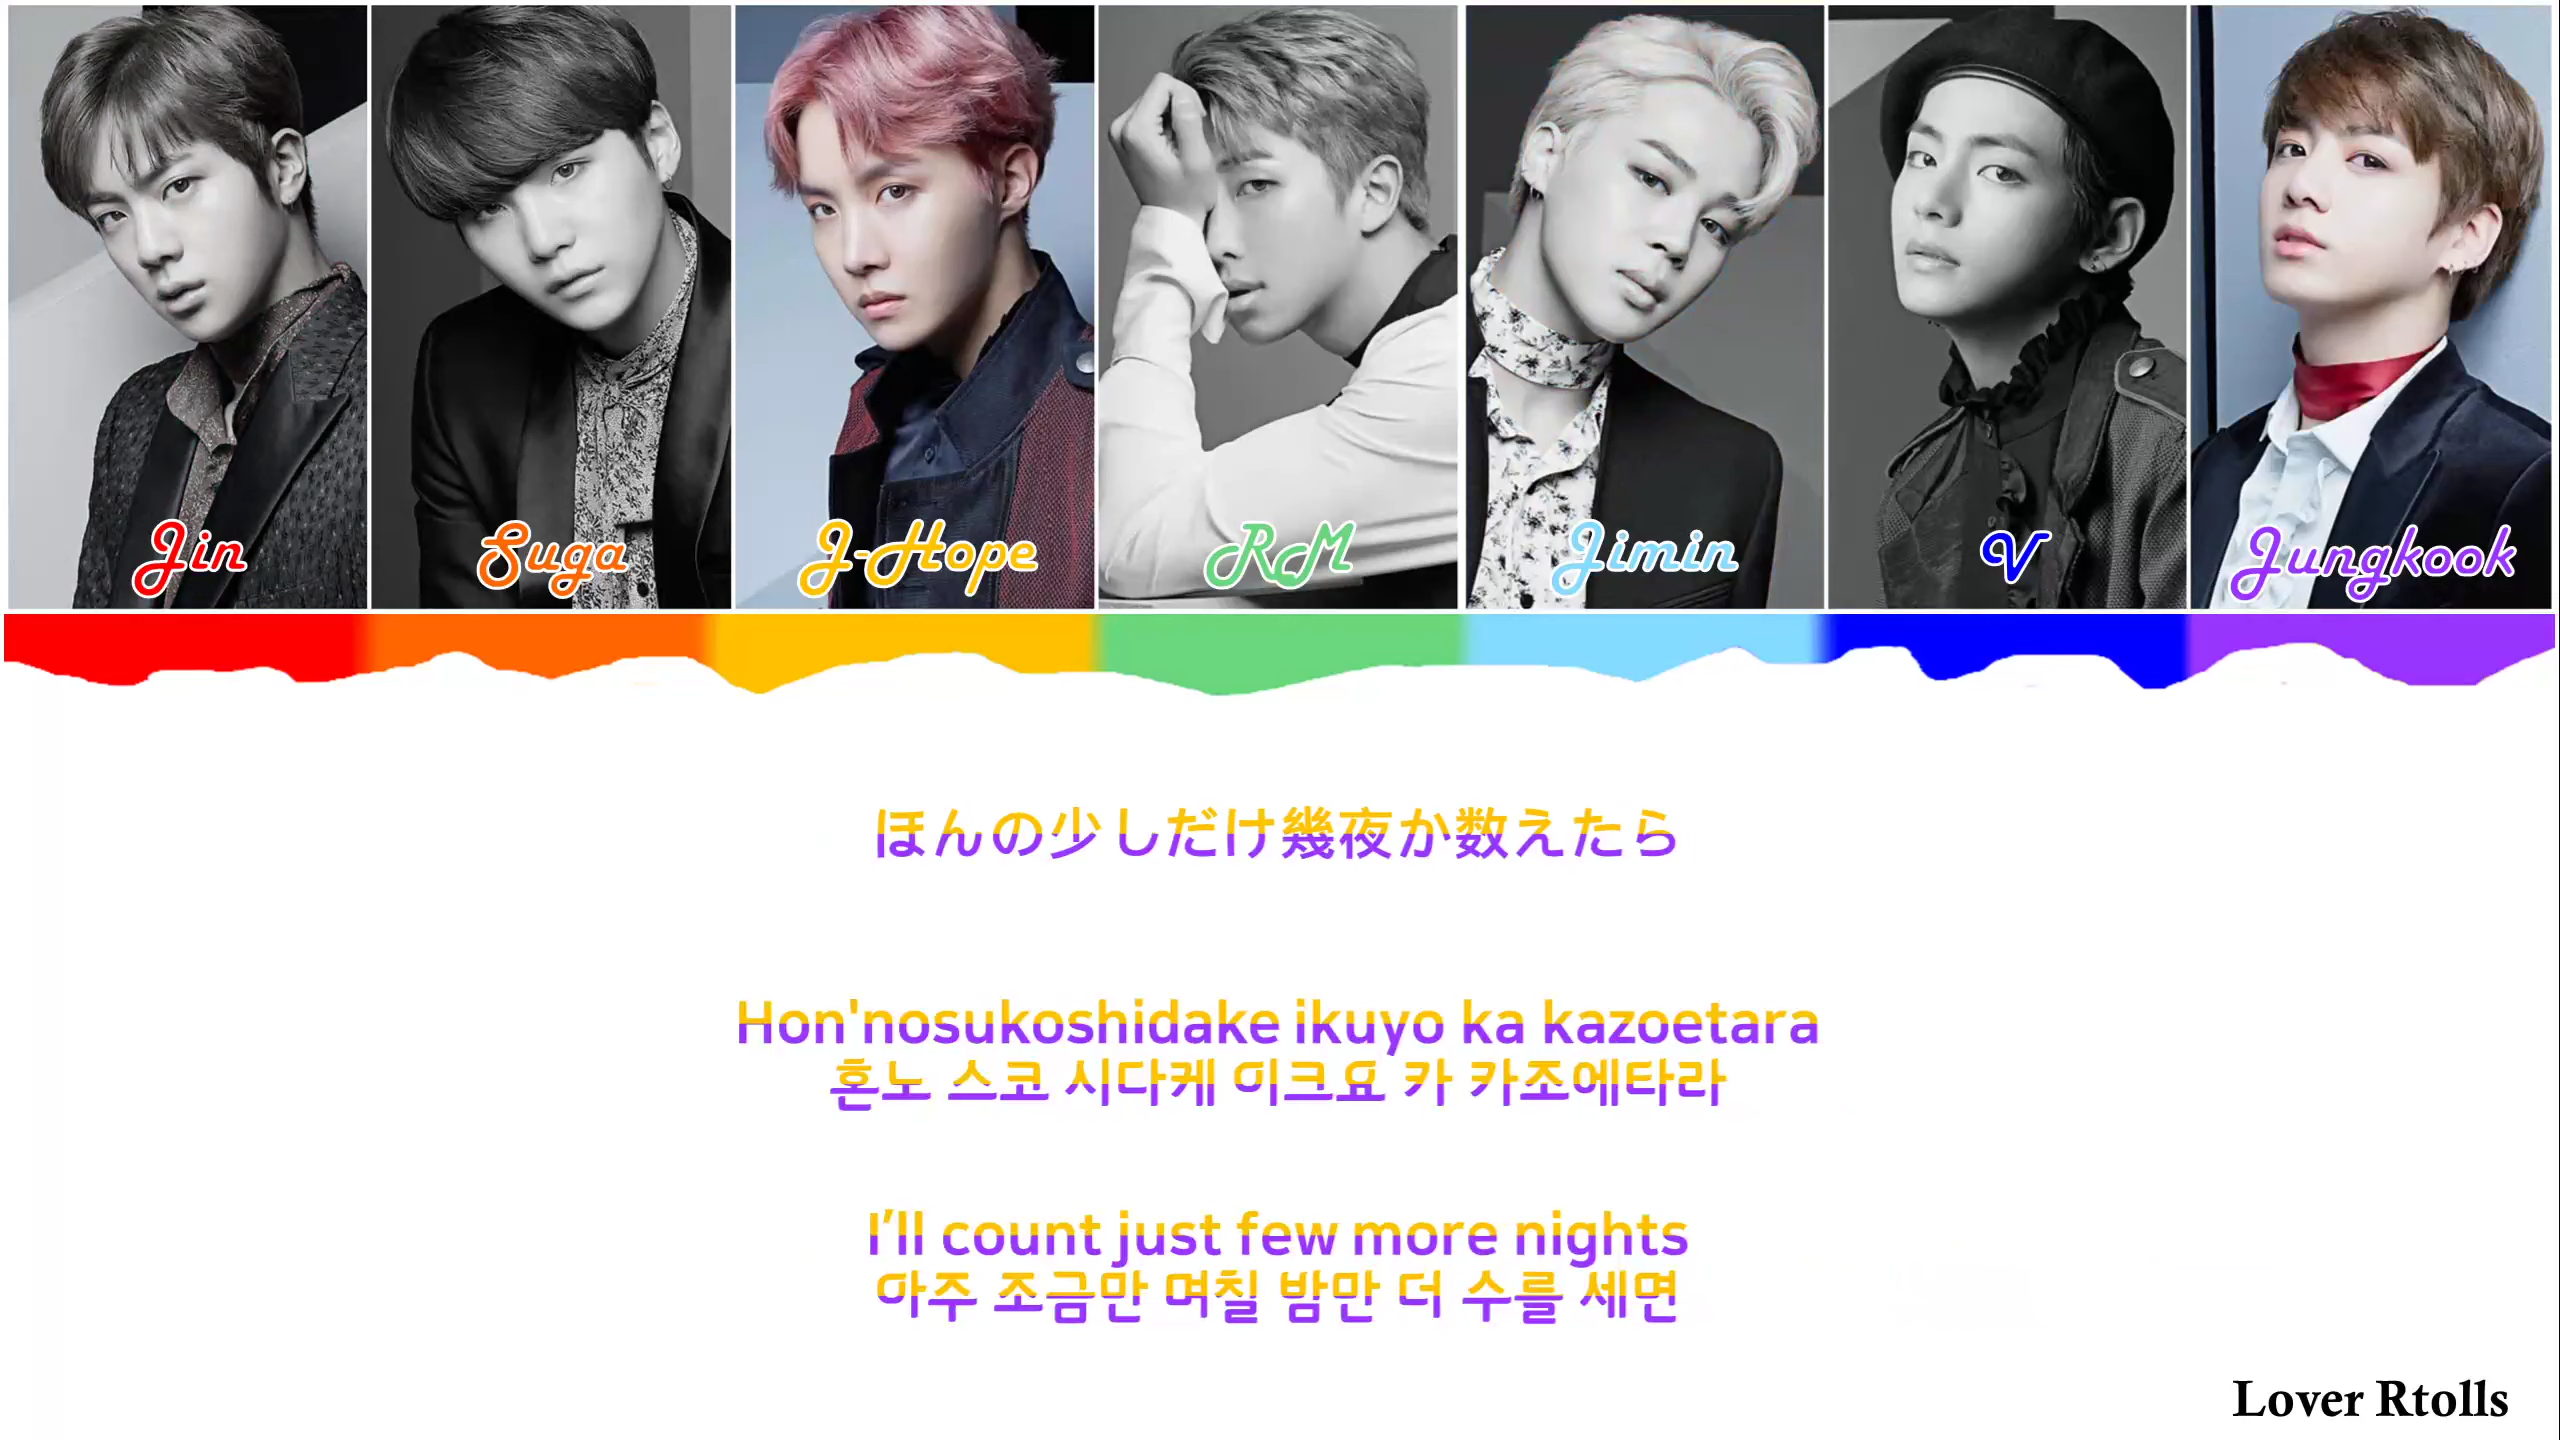 Jin
Suga
J-Hope
RM
Jimin
V
Jungkook
ほんの少しだけ幾夜か数えたら
Hon'nosukoshidake ikuyo ka kazoetara
혼노 스코 시다케 이크요 카 카조에타라
I'll count just few more nights
아주 조금만 며칠 밤만 더 수를 세면
Lover Rtolls